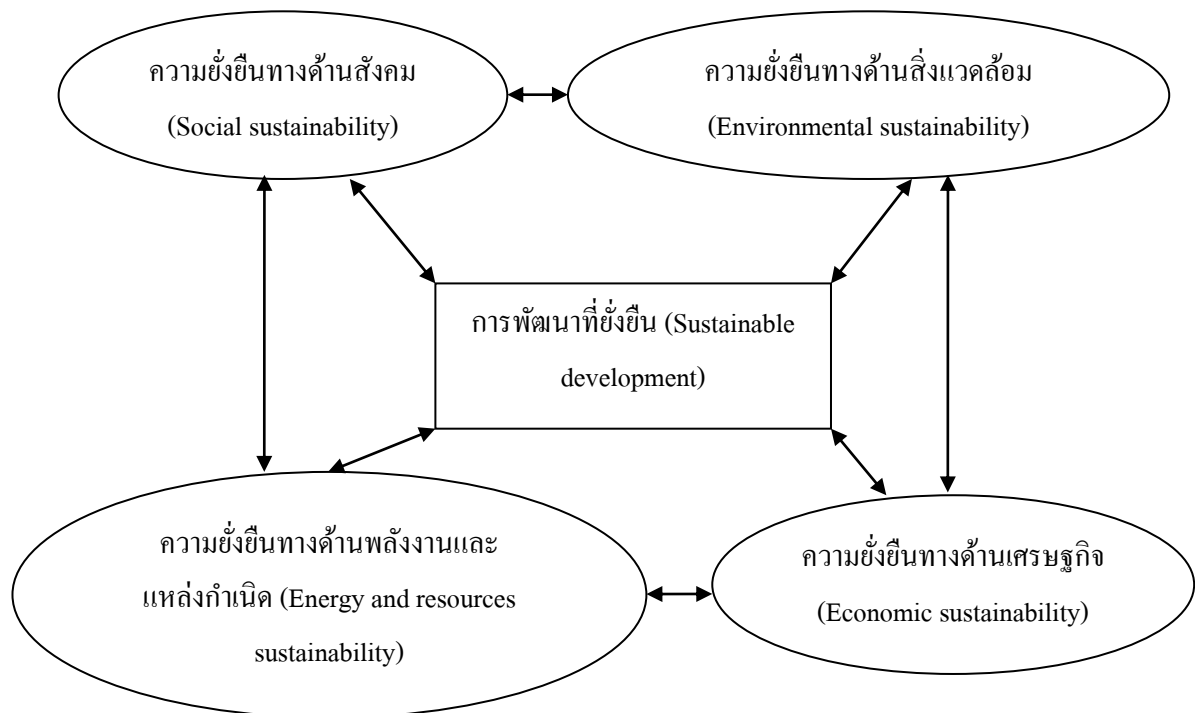 ความยั่งยืนทางด้านสังคม
(Social sustainability)
ความยั่งยืนทางด้านสิ่งแวดล้อม
(Environmental sustainability)
การพัฒนาที่ยั่งยืน (Sustainable
development)
ความยั่งยืนทางด้านพลังงานและ
แหล่งกำเนิด (Energy and resources
sustainability)
ความยั่งยืนทางด้านเศรษฐกิจ
(Economic sustainability)